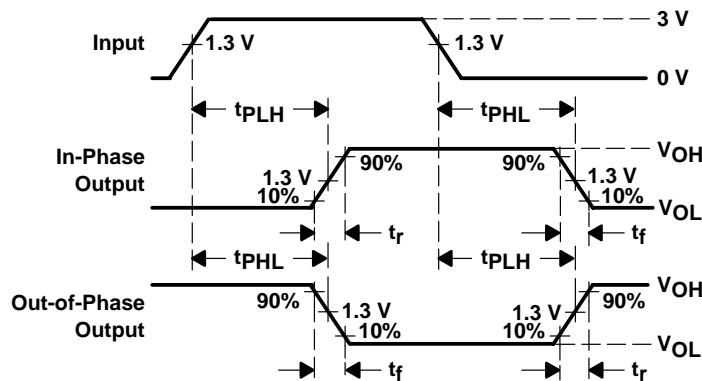 3 V
Input
1.3 V
1.3 V
0 V
tPLH
tPHL
In-Phase
Output
VOH
90%
90%
1.3 V
1.3 V
10%
10%
VOL
tr
tf
tPHL
tPLH
Out-of-Phase
Output
VOH
90%
90%
1.3 V
1.3 V
10%
10%
VOL
tf
tr